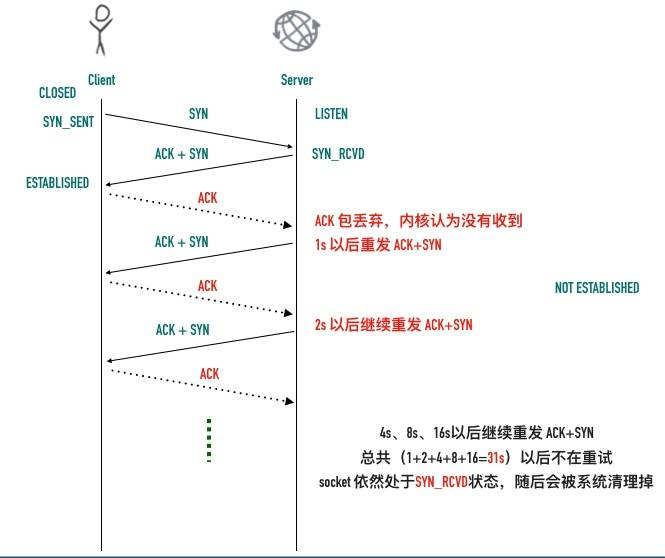 Client
Server
CLOSED
SYN
LISTEN
SYN_SENT
ACK + SYN
SYN_RCVD
ESTABLISHED
ACK
ACK 包丢弃，内核认为没有收到
ACK + SYN
1s 以后重发 ACK+SYN
ACK
NOT ESTABLISHED
ACK + SYN
2s 以后继续重发 ACK+SYN
ACK
4s、8s、16s以后继续重发 ACK+SYN
总共（1+2+4+8+16=31s）以后不在重试
socket 依然处于SYN_RCVD状态，随后会被系统清理掉